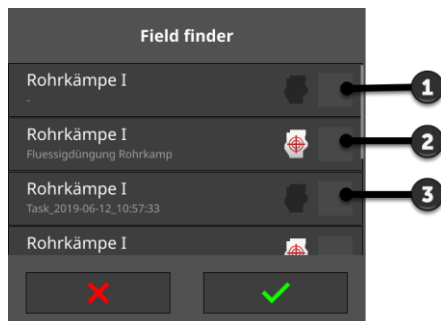 Field finder
Rohrkämpe I
.
1
Rohrkämpe I
Fluessigdüngung Rohrkamp
2
Rohrkämpe I
Task_2019-06-12_10:57:33
3
Rohrkämpe I